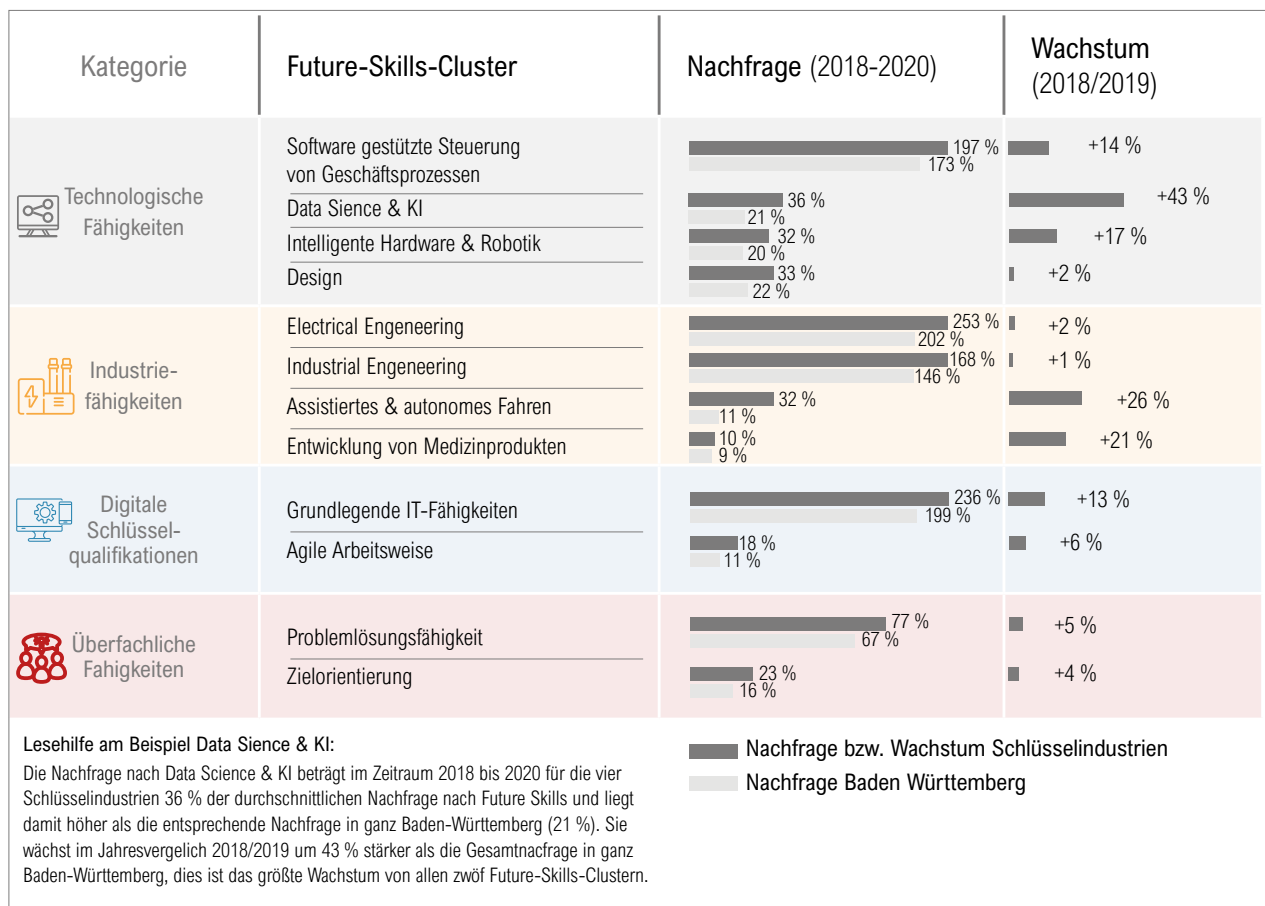 Kategorie
Future-Skills-Cluster
Nachfrage (2018-2020)
Wachstum
(2018/2019)
Technologische
Fähigkeiten
Software gestützte Steuerung
von Geschäftsprozessen
197 %
173 %
+14 %
Data Sience & KI
36 %
21 %
+43 %
Intelligente Hardware & Robotik
32 %
20 %
+17 %
Design
33 %
22 %
+2 %
Industrie-
fähigkeiten
Electrical Engeneering
253 %
202 %
+2 %
Industrial Engeneering
168 %
146 %
+1 %
Assistiertes & autonomes Fahren
32 %
11 %
+26 %
Entwicklung von Medizinprodukten
10 %
9 %
+21 %
Digitale
Schlüssel-
qualifikationen
Grundlegende IT-Fähigkeiten
236 %
199 %
+13 %
Agile Arbeitsweise
18 %
11 %
+6 %
Überfachliche
Fahigkeiten
Problemlösungsfähigkeit
77 %
67 %
+5 %
Zielorientierung
23 %
16 %
+4 %
Lesehilfe am Beispiel Data Sience & KI:
Die Nachfrage nach Data Science & KI beträgt im Zeitraum 2018 bis 2020 für die vier
Schlüsselindustrien 36 % der durchschnittlichen Nachfrage nach Future Skills und liegt
damit höher als die entsprechende Nachfrage in ganz Baden-Württemberg (21 %). Sie
wächst im Jahresvergelich 2018/2019 um 43 % stärker als die Gesamtnacfrage in ganz
Baden-Württemberg, dies ist das größte Wachstum von allen zwöf Future-Skills-Clustern.
Nachfrage bzw. Wachstum Schlüsselindustrien
Nachfrage Baden Württemberg